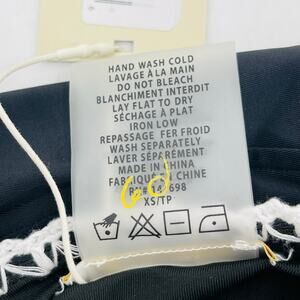 HAND WASH COLD
LAVAGE À LA MAIN
DO NOT BLEACH
BLANCHIMENT INTERDIT
LAY FLAT TO DRY
SÉCHAGE À PLAT
IRON LOW
REPASSAGE FER FROID
WASH SEPARATELY
LAVER SÉPARÉMENT
MADE IN CHINA
FABRIQUÉ CHINE
698
XS/TP